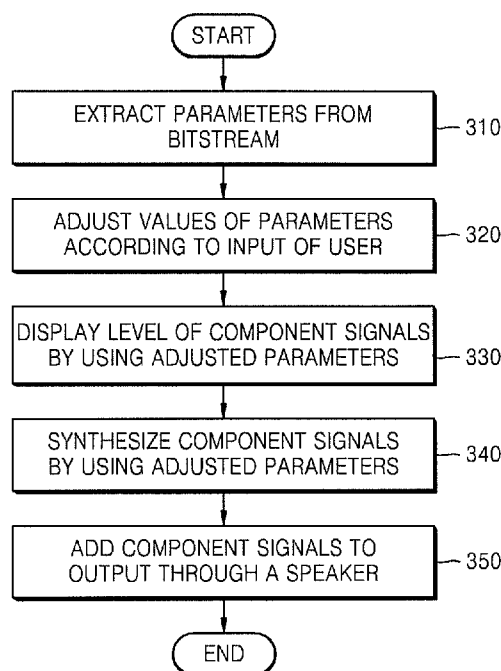 START
EXTRACT PARAMETERS FROM
BITSTREAM
310
ADJUST VALUES OF PARAMETERS
ACCORDING TO INPUT OF USER
320
DISPLAY LEVEL OF COMPONENT SIGNALS
BY USING ADJUSTED PARAMETERS
330
SYNTHESIZE COMPONENT SIGNALS
BY USING ADJUSTED PARAMETERS
340
ADD COMPONENT SIGNALS TO
OUTPUT THROUGH A SPEAKER
350
END